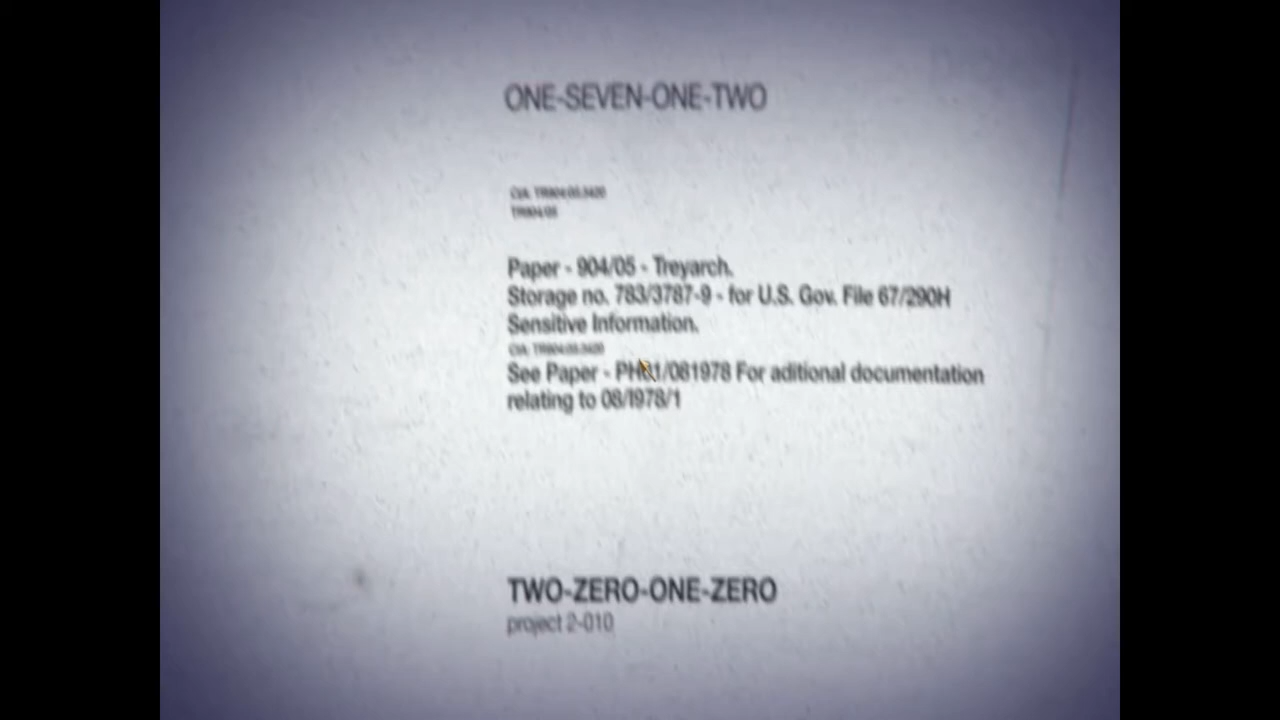 ONE-SEVEN-ONE-TWO
Paper - 904/05 - Treyarch.
Storage no. 783/3787-9 - for U.S. Gov. File 67/290H
Sensitive Information.
See Paper - /081978 For aditional documentation
relating to 08/1978/1
TWO-ZERO-ONE-ZERO
project 2-010